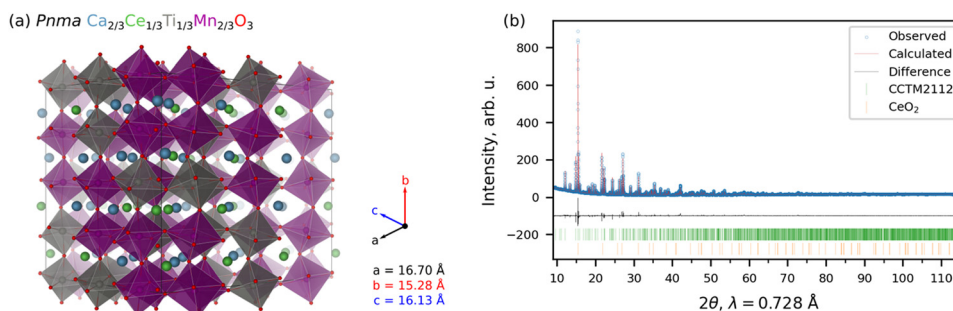 (a) Pnma Ca2/3Ce1/3Ti1/3Mn2/3O3
b
c
a
a = 16.70 Å
b = 15.28 Å
c = 16.13 Å
(b)
Intensity, arb. u.
800
600
400
200
0
−200
Observed
Calculated
Difference
CCTM2112
CeO2
10 20 30 40 50 60 70 80 90 100 110
2θ, λ = 0.728 Å